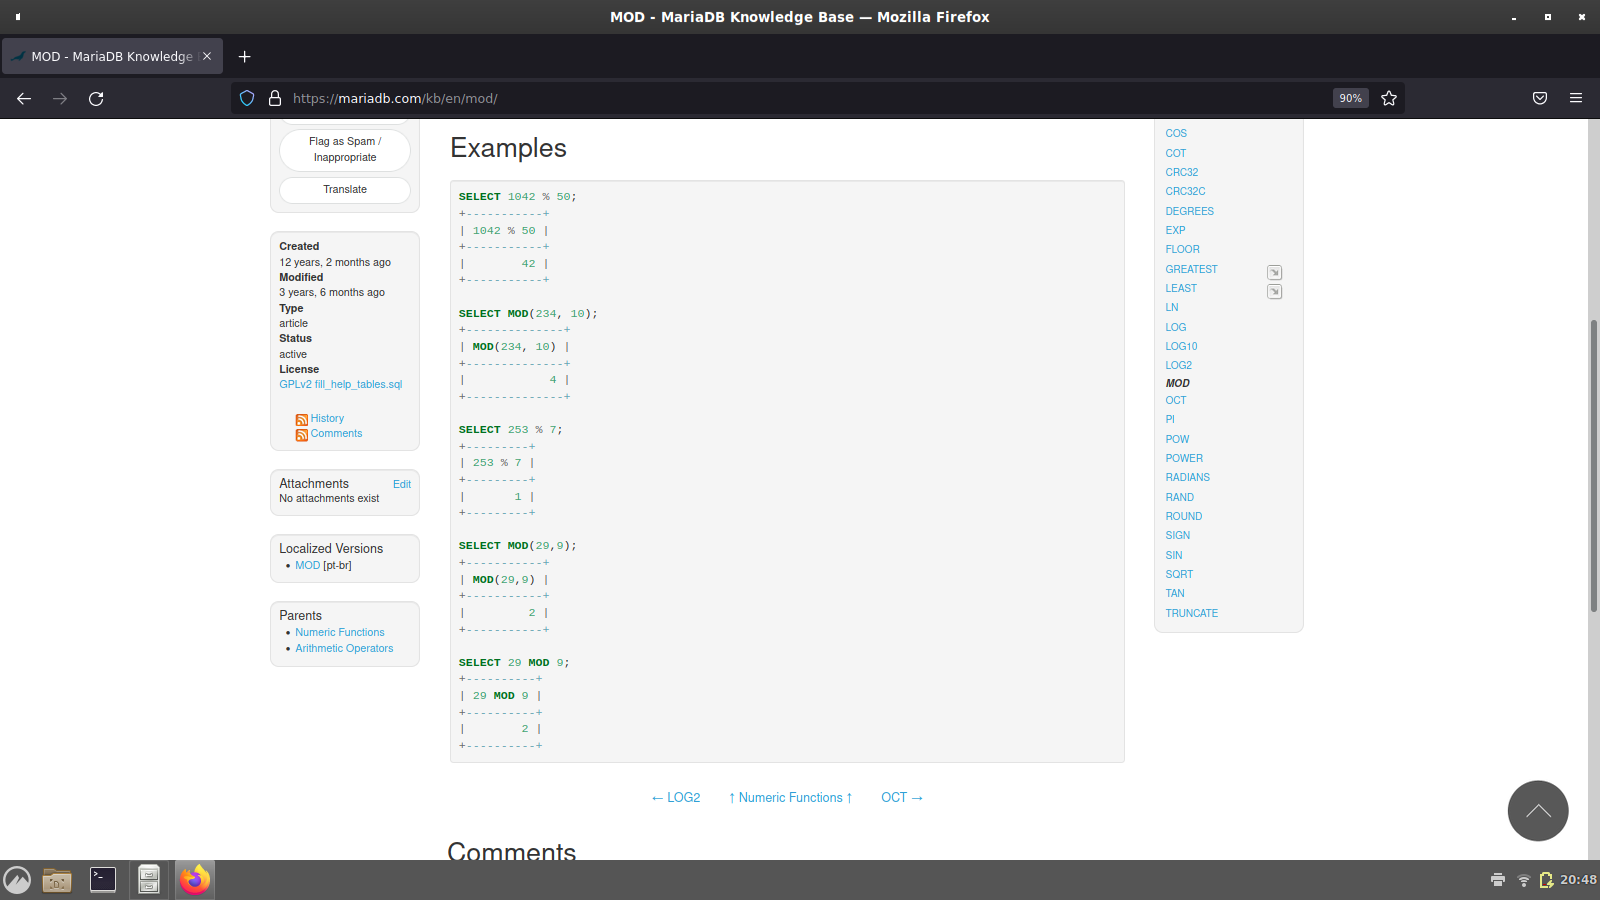 MOD - MariaDB Knowledge Base — Mozilla Firefox
MOD - MariaDB Knowledge
https://mariadb.com/kb/en/mod/
90%
Flag as Spam /
Inappropriate
Translate
Created
12 years, 2 months ago
Modified
3 years, 6 months ago
Type
article
Status
active
License
GPLv2 fill_help_tables.sql
History
Comments
Attachments Edit
No attachments exist
Localized Versions
• MOD [pt-br]
Parents
• Numeric Functions
• Arithmetic Operators
Examples
SELECT 1042 % 50;
+-----------+
| 1042 % 50 |
+-----------+
|        42 |
+-----------+
SELECT MOD(234, 10);
+--------------+
| MOD(234, 10) |
+--------------+
|            4 |
+--------------+
SELECT 253 % 7;
+---------+
| 253 % 7 |
+---------+
|       1 |
+---------+
SELECT MOD(29,9);
+-----------+
| MOD(29,9) |
+-----------+
|         2 |
+-----------+
SELECT 29 MOD 9;
+----------+
| 29 MOD 9 |
+----------+
|        2 |
+----------+
← LOG2 ↑ Numeric Functions ↑ OCT →
Comments
COS
COT
CRC32
CRC32C
DEGREES
EXP
FLOOR
GREATEST
LEAST
LN
LOG
LOG10
LOG2
MOD
OCT
PI
POW
POWER
RADIANS
RAND
ROUND
SIGN
SIN
SQRT
TAN
TRUNCATE
20:48